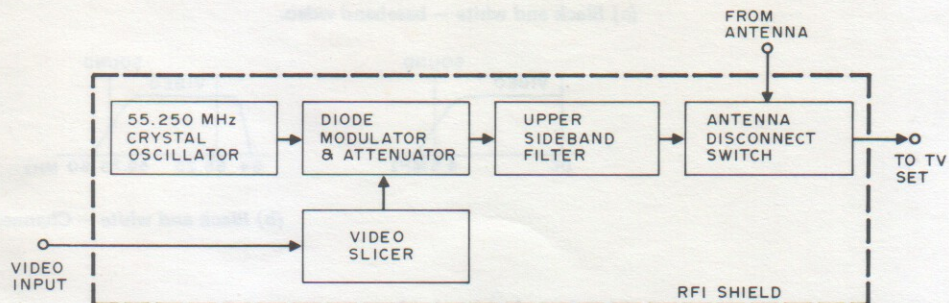 FROM
ANTENNA
55.250 MHz
CRYSTAL
OSCILLATOR
DIODE
MODULATOR
& ATTENUATOR
UPPER
SIDEBAND
FILTER
ANTENNA
DISCONNECT
SWITCH
TO TV
SET
VIDEO
SLICER
VIDEO
INPUT
RFI SHIELD